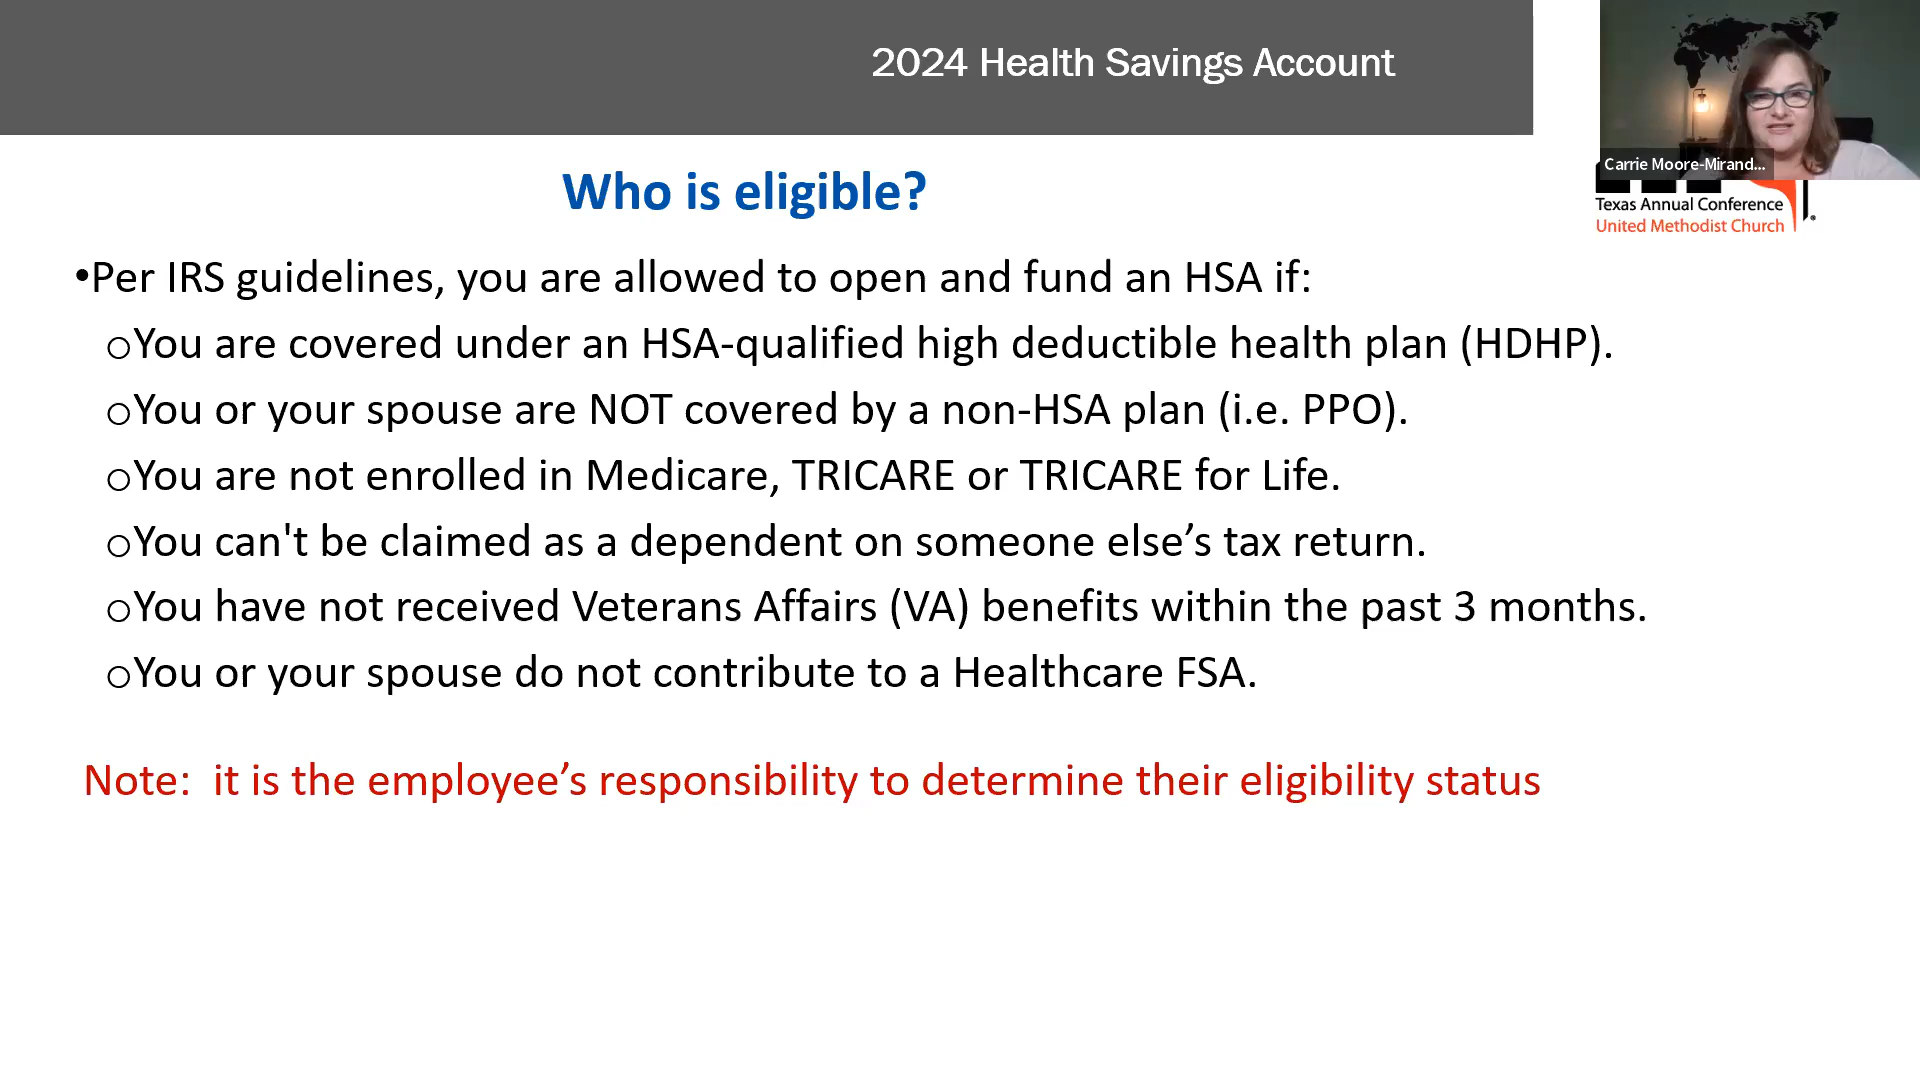 2024 Health Savings Account
Carrie Moore-Mirand...
Texas Annual Conference
United Methodist Church
Who is eligible?
•Per IRS guidelines, you are allowed to open and fund an HSA if:
oYou are covered under an HSA-qualified high deductible health plan (HDHP).
oYou or your spouse are NOT covered by a non-HSA plan (i.e. PPO).
oYou are not enrolled in Medicare, TRICARE or TRICARE for Life.
oYou can't be claimed as a dependent on someone else’s tax return.
oYou have not received Veterans Affairs (VA) benefits within the past 3 months.
oYou or your spouse do not contribute to a Healthcare FSA.
Note:  it is the employee’s responsibility to determine their eligibility status